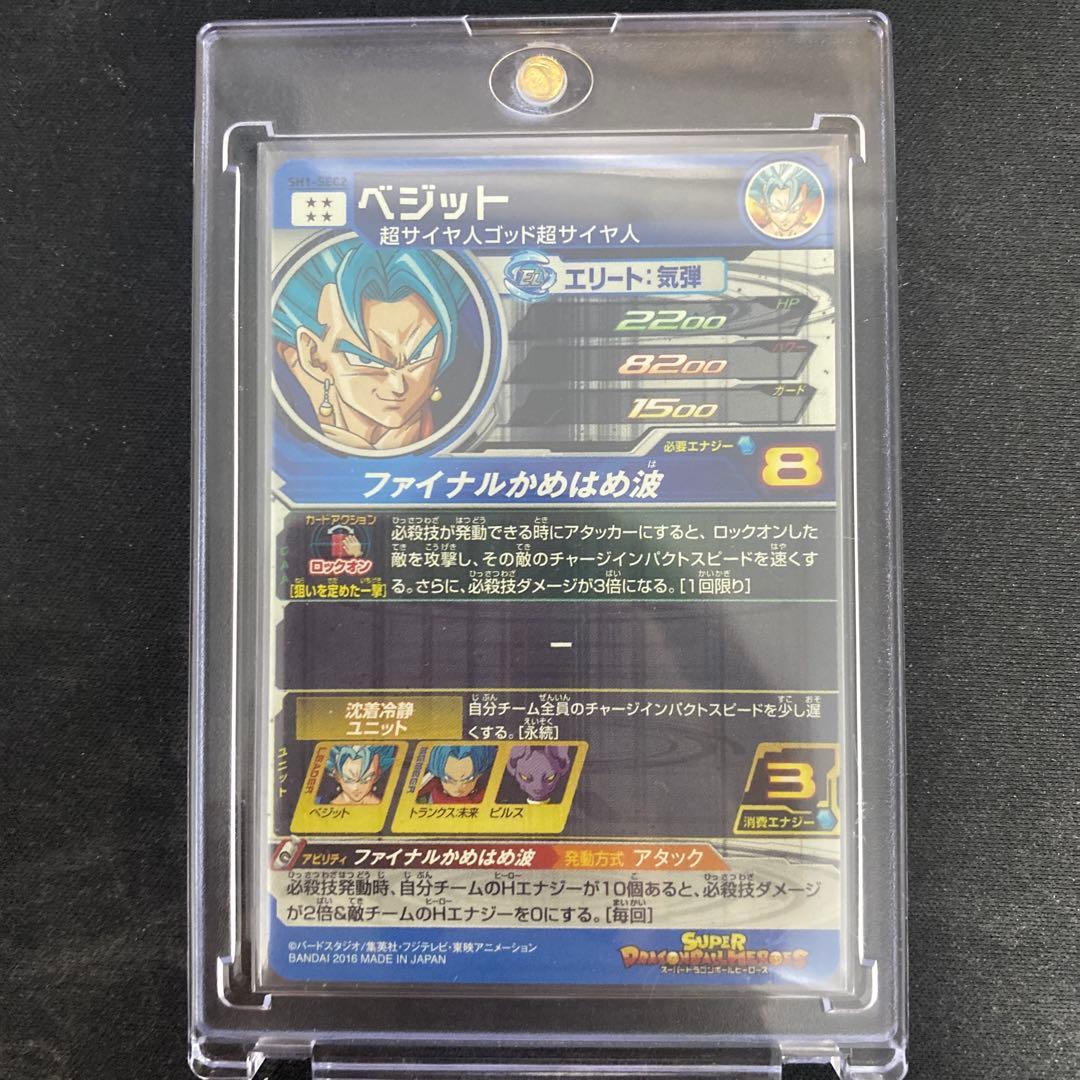 SH1-SEC2
★★
★★
ベジット
超サイヤ人ゴッド超サイヤ人
エリート:気弾
HP
2200
パワー
8200
ガード
1500
必要エナジー
8
ファイナルかめはめ波
カードアクション
ロックオン
[狙いを定めた一撃]
必殺技が発動できる時にアタッカーにすると、ロックオンした
敵を攻撃し、その敵のチャージインパクトスピードを速くす
る。さらに、必殺技ダメージが3倍になる。[1回限り]
CAA
ー
ユニット
沈着冷静
ユニット
自分チーム全員のチャージインパクトスピードを少し遅
くする。[永続]
LEADER
ベジット
MEMBER
トランクス:未来
ビルス
3
消費エナジー
アビリティ ファイナルかめはめ波 発動方式 アタック
必殺技発動時、自分チームのHエナジーが10個あると、必殺技ダメージ
が2倍&敵チームのHエナジーを0にする。[毎回]
©バードスタジオ/集英社・フジテレビ・東映アニメーション
BANDAI 2016 MADE IN JAPAN
SUPER
DRAGONBALL HEROES
スーパードラゴンボールヒーローズ